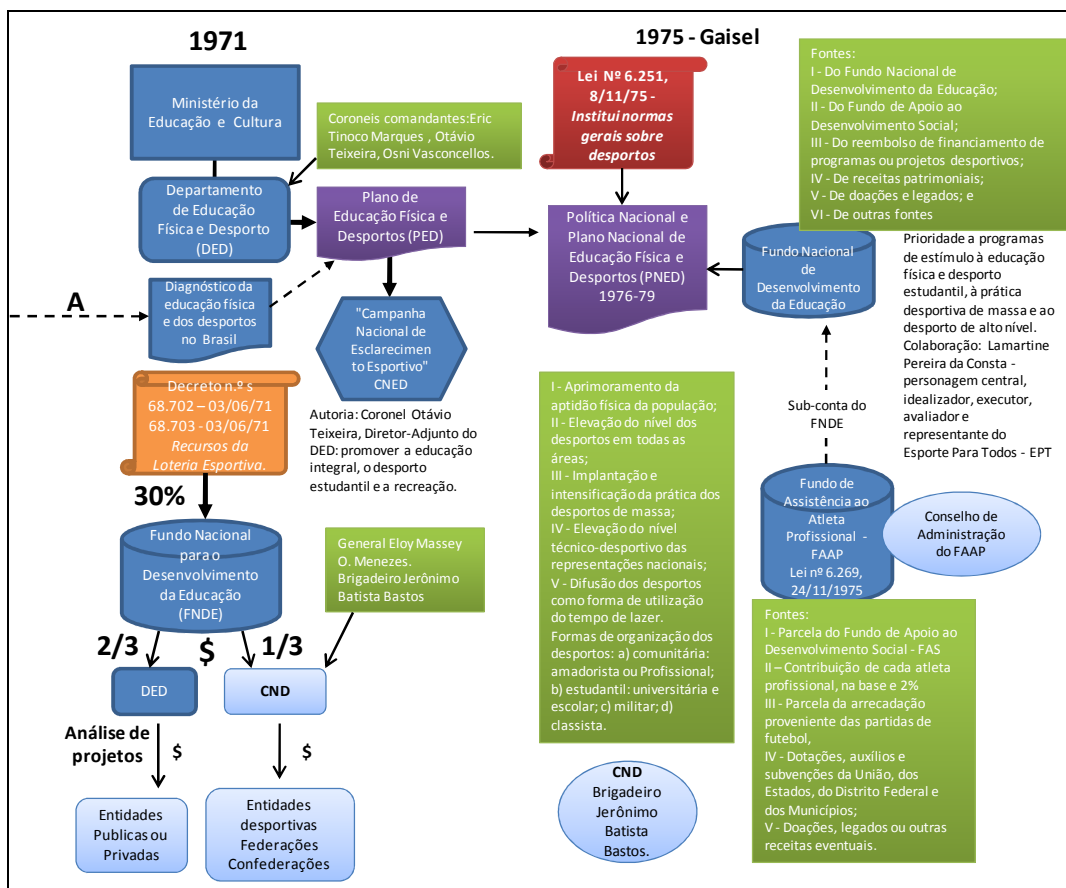 1971
Ministério da
Educação e Cultura
Coroneis comandantes:Eric
Tinoco Marques , Otávio
Teixeira, Osni Vasconcellos.
Departamento
de Educação
Física e Desporto
(DED)
Plano de
Educação Física e
Desportos (PED)
A
Diagnóstico da
educação física
e dos desportos
no Brasil
"Campanha
Nacional de
Esclarecimen
to Esportivo"
CNED
Decreto n.º s
68.702 – 03/06/71
68.703 - 03/06/71
Recursos da
Loteria Esportiva.
Autoria: Coronel Otávio
Teixeira, Diretor-Adjunto do
DED: promover a educação
integral, o desporto
estudantil e a recreação.
30%
Fundo Nacional
para o
Desenvolvimento
da Educação
(FNDE)
General Eloy Massey
O. Menezes.
Brigadeiro Jerônimo
Batista Bastos
2/3
$
1/3
DED
CND
Análise de
projetos
$
$
Entidades
Publicas ou
Privadas
Entidades
desportivas
Federações
Confederações
1975 - Gaisel
Lei Nº 6.251,
8/11/75 -
Institui normas
gerais sobre
desportos
Política Nacional e
Plano Nacional de
Educação Física e
Desportos (PNED)
1976-79
Fontes:
I - Do Fundo Nacional de
Desenvolvimento da Educação;
II - Do Fundo de Apoio ao
Desenvolvimento Social;
III - Do reembolso de financiamento de
programas ou projetos desportivos;
IV - De receitas patrimoniais;
V - De doações e legados; e
VI - De outras fontes
Fundo Nacional
de
Desenvolvimento
da Educação
Prioridade a programas
de estímulo à educação
física e desporto
estudantil, à prática
desportiva de massa e ao
desporto de alto nível.
Colaboração: Lamartine
Pereira da Consta -
personagem central,
idealizador, executor,
avaliador e
representante do
Esporte Para Todos - EPT
I - Aprimoramento da
aptidão física da população;
II - Elevação do nível dos
desportos em todas as
áreas;
III - Implantação e
intensificação da prática dos
desportos de massa;
IV - Elevação do nível
técnico-desportivo das
representações nacionais;
V - Difusão dos desportos
como forma de utilização
do tempo de lazer.
Formas de organização dos
desportos: a) comunitária:
amadorista ou Profissional;
b) estudantil: universitária e
escolar; c) militar; d)
classista.
Sub-conta do
FNDE
Fundo de
Assistência ao
Atleta
Profissional -
FAAP
Lei nº 6.269,
24/11/1975
Conselho de
Administração
do FAAP
Fontes:
I - Parcela do Fundo de Apoio ao
Desenvolvimento Social - FAS
II – Contribuição de cada atleta
profissional, na base e 2%
III - Parcela da arrecadação
proveniente das partidas de
futebol,
IV - Dotações, auxílios e
subvenções da União, dos
Estados, do Distrito Federal e
dos Municípios;
V - Doações, legados ou outras
receitas eventuais.
CND
Brigadeiro
Jerônimo
Batista
Bastos.